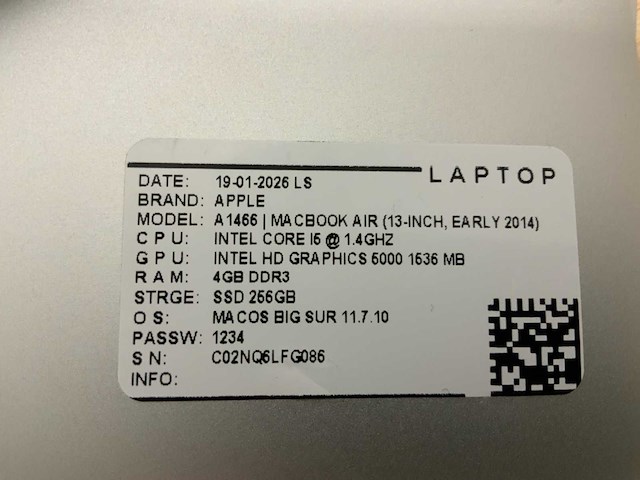 LAPTOP
DATE: 19-01-2026 LS
BRAND: APPLE
MODEL: A1466 | MACBOOK AIR (13-INCH, EARLY 2014)
CPU: INTEL CORE I5 @ 1.4GHZ
GPU: INTEL HD GRAPHICS 5000 1536 MB
RAM: 4GB DDR3
STRGE: SSD 256GB
OS: MACOS BIG SUR 11.7.10
PASSW: 1234
SN: C02NQ6LFG086
INFO: